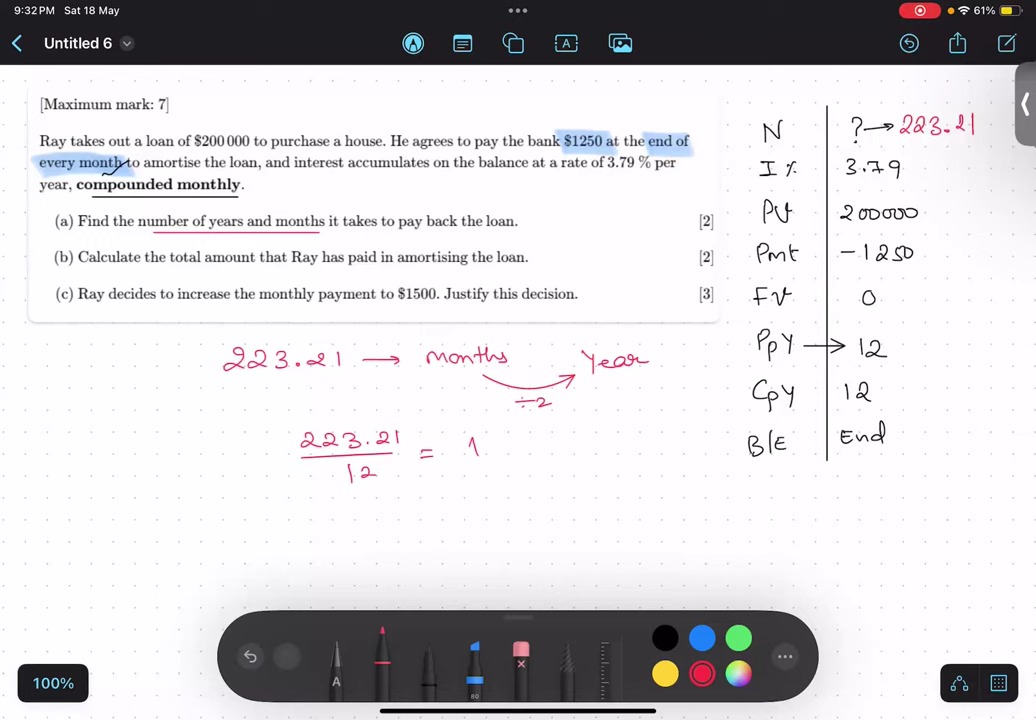 9:32 PM Sat 18 May
61%
Untitled 6
[Maximum mark: 7]
Ray takes out a loan of $200 000 to purchase a house. He agrees to pay the bank $1250 at the end of
every month to amortise the loan, and interest accumulates on the balance at a rate of 3.79 % per
year, compounded monthly.
(a) Find the number of years and months it takes to pay back the loan. [2]
(b) Calculate the total amount that Ray has paid in amortising the loan. [2]
(c) Ray decides to increase the monthly payment to $1500. Justify this decision. [3]
N ? → 223.21
I % 3.79
PV 200000
Pmt -1250
FV 0
PpY → 12
CpY 12
B/E End
223.21 → months year
÷2
223.21
12
= 1
A
80
100%
A